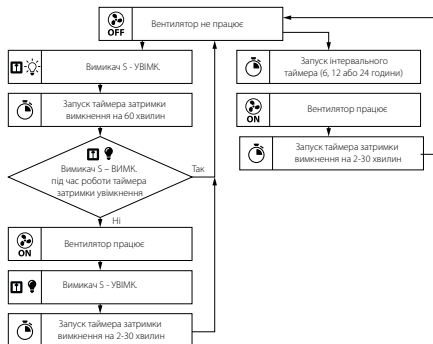 OFF
Вентилятор не працює
Вимикач S - УВІМК.
Запуск таймера затримки
вимкнення на 60 хвилин
Вимикач S – ВИМК.
під час роботи таймера
затримки увімкнення
Так
Ні
ON
Вентилятор працює
Вимикач S - УВІМК.
Запуск таймера затримки
вимкнення на 2-30 хвилин
Запуск інтервального
таймера (6, 12 або 24 години)
ON
Вентилятор працює
Запуск таймера затримки
вимкнення на 2-30 хвилин